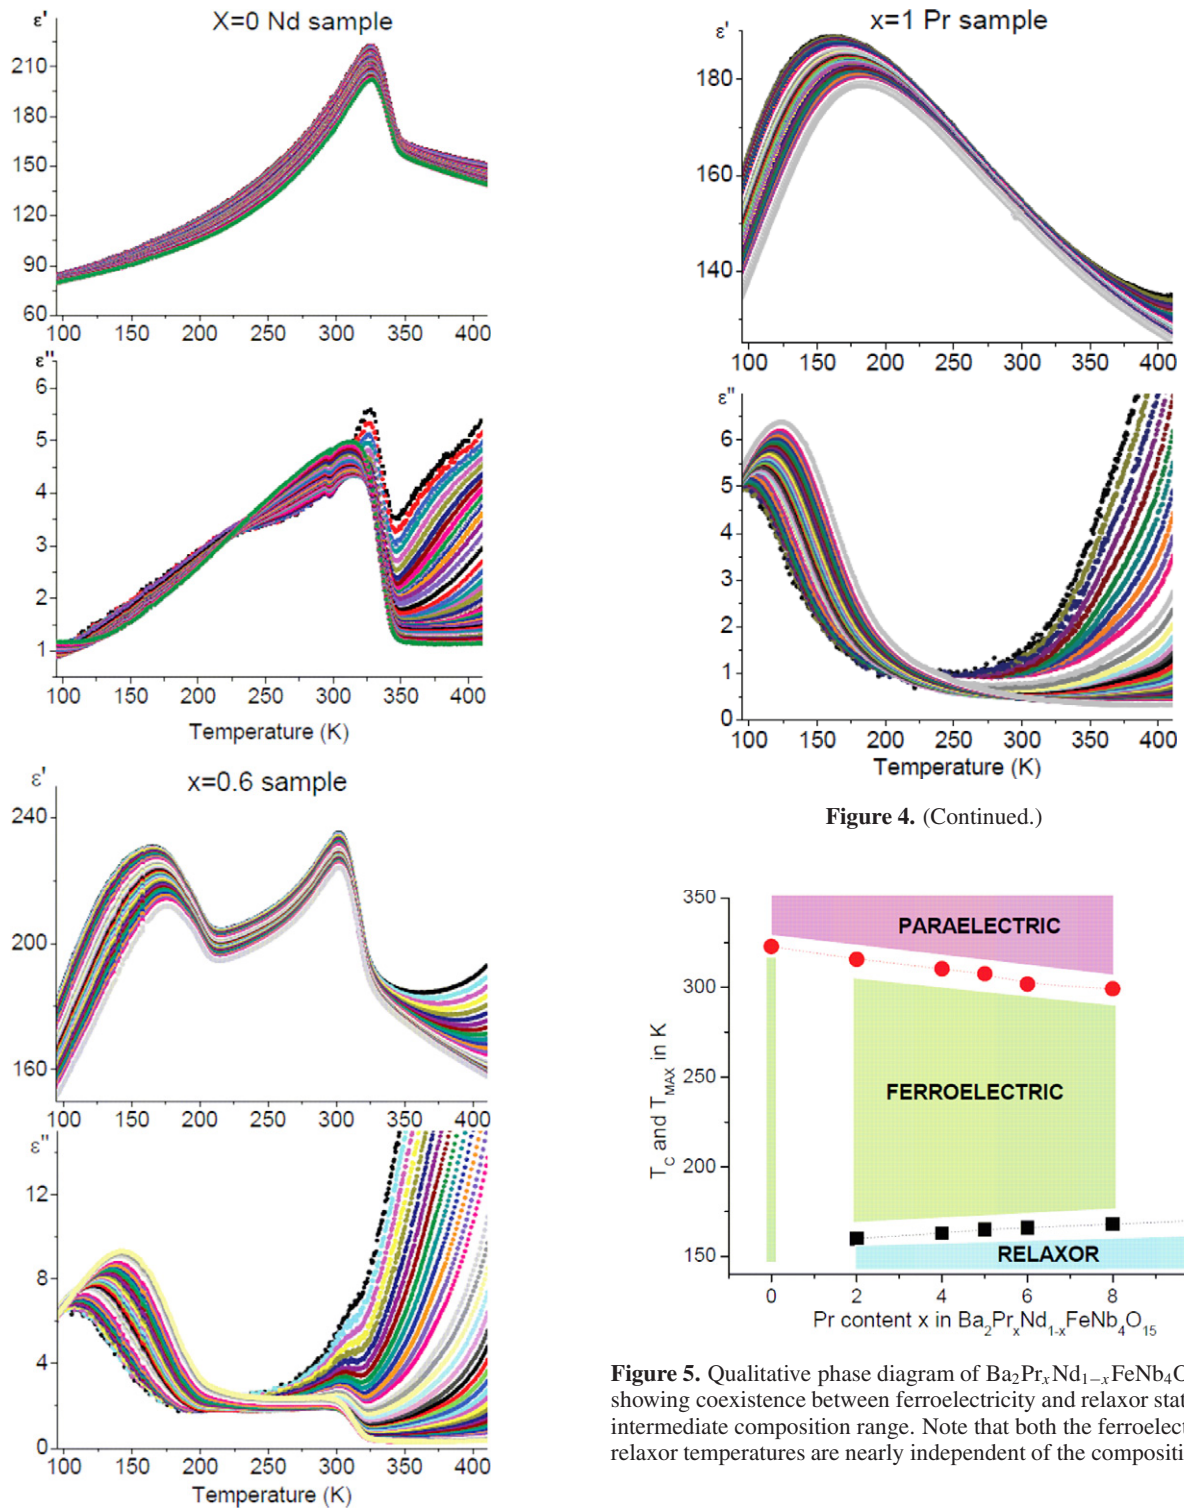 X=0 Nd sample
ε'
210
180
150
120
90
60
100 150 200 250 300 350 400
ε''
6
5
4
3
2
1
100 150 200 250 300 350 400
Temperature (K)
x=0.6 sample
ε'
240
200
160
100 150 200 250 300 350 400
ε''
12
8
4
0
100 150 200 250 300 350 400
Temperature (K)
x=1 Pr sample
ε'
180
160
140
100 150 200 250 300 350 400
ε''
6
5
4
3
2
1
0
100 150 200 250 300 350 400
Temperature (K)
Figure 4. (Continued.)
350
300
250
200
150
T_C and T_MAX in K
PARAELECTRIC
FERROELECTRIC
RELAXOR
0 2 4 6 8
Pr content x in Ba₂PrₓNd₁₋ₓFeNb₄O₁₅
Figure 5. Qualitative phase diagram of Ba₂PrₓNd₁₋ₓFeNb₄O
showing coexistence between ferroelectricity and relaxor stat
intermediate composition range. Note that both the ferroelect
relaxor temperatures are nearly independent of the compositi